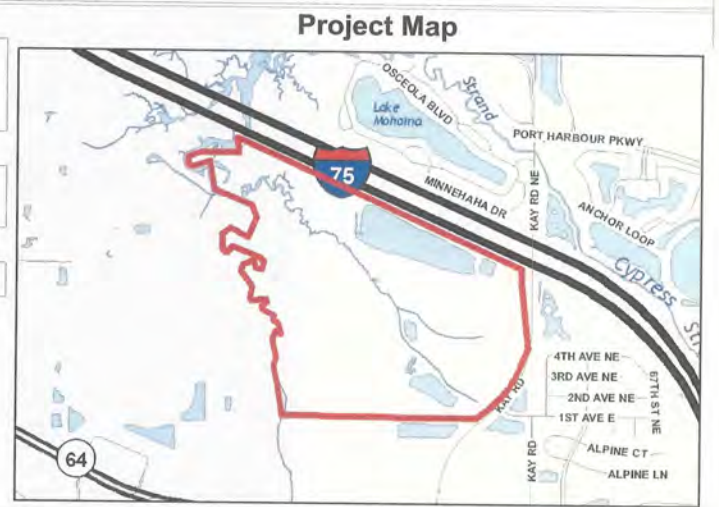 Project Map
OSCEOLA BLVD
Strand
Lake
Mohaina
PORT HARBOUR PKWY
75
MINNEHAHA DR
KAY RD NE
ANCHOR LOOP
Cypress
Str
4TH AVE NE
3RD AVE NE
2ND AVE NE
67TH ST NE
1ST AVE E
KAY RD
KAY RD
ALPINE CT
ALPINE LN
64